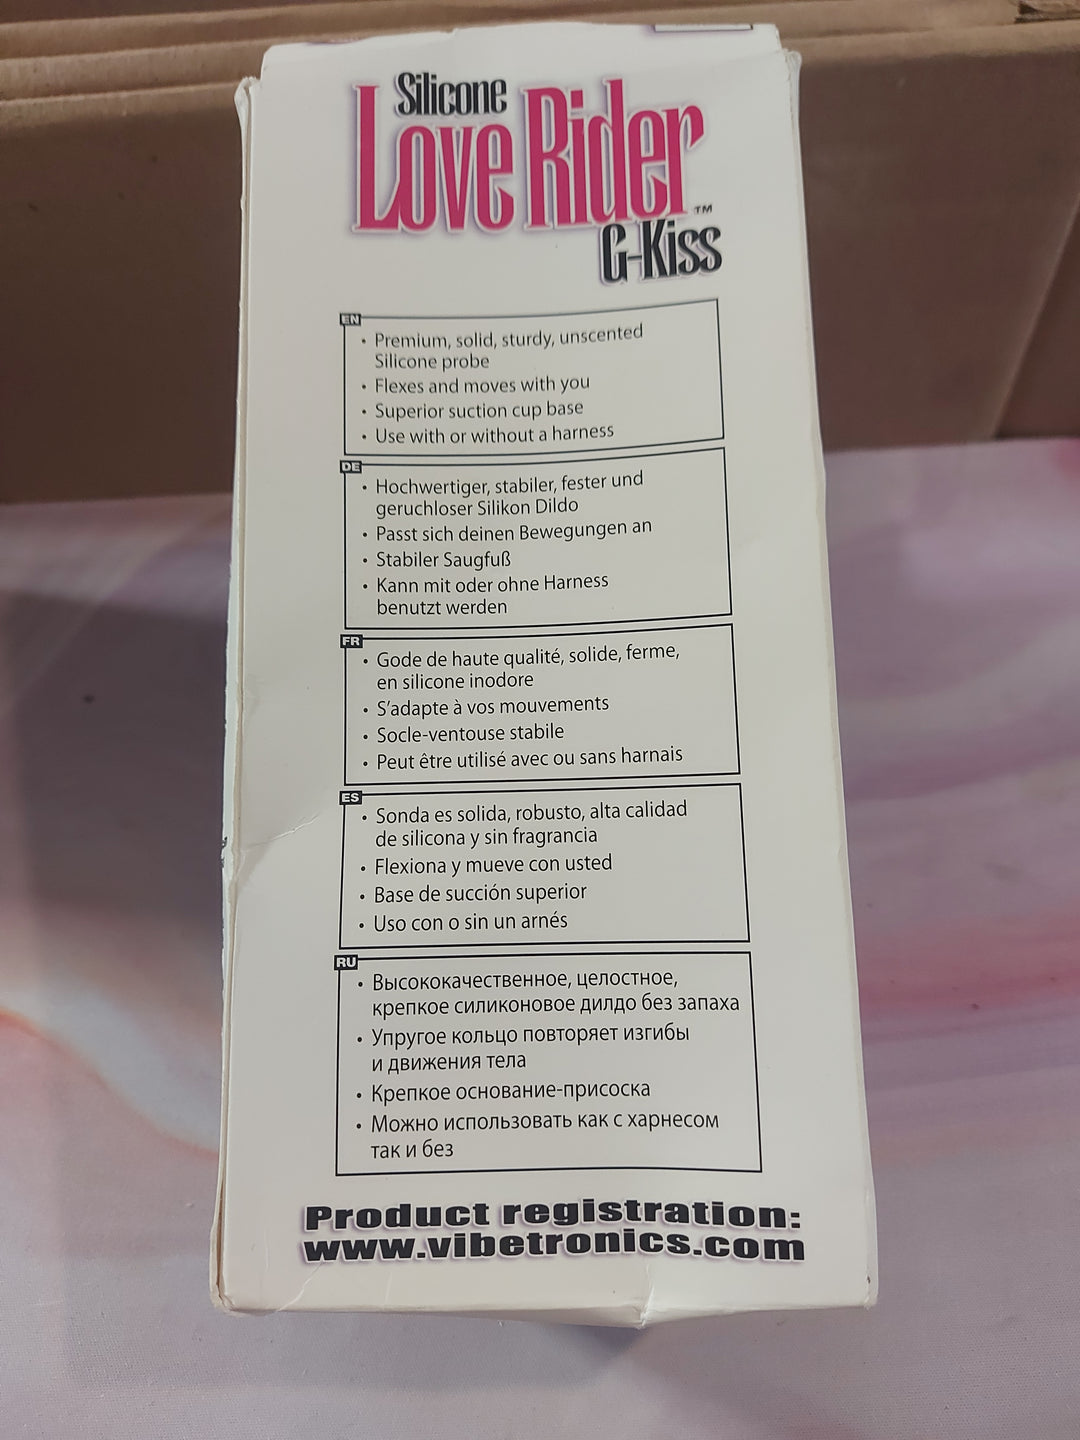 Silicone
Love Rider™
G-Kiss
EN
• Premium, solid, sturdy, unscented
Silicone probe
• Flexes and moves with you
• Superior suction cup base
• Use with or without a harness
DE
• Hochwertiger, stabiler, fester und
geruchloser Silikon Dildo
• Passt sich deinen Bewegungen an
• Stabiler Saugfuß
• Kann mit oder ohne Harness
benutzt werden
FR
• Gode de haute qualité, solide, ferme,
en silicone inodore
• S'adapte à vos mouvements
• Socle-ventouse stabile
• Peut être utilisé avec ou sans harnais
ES
• Sonda es solida, robusto, alta calidad
de silicona y sin fragrancia
• Flexiona y mueve con usted
• Base de succión superior
• Uso con o sin un arnés
RU
• Высококачественное, целостное,
крепкое силиконовое дилдо без запаха
• Упругое кольцо повторяет изгибы
и движения тела
• Крепкое основание-присоска
• Можно использовать как с харнесом
так и без
Product registration:
www.vibetronics.com